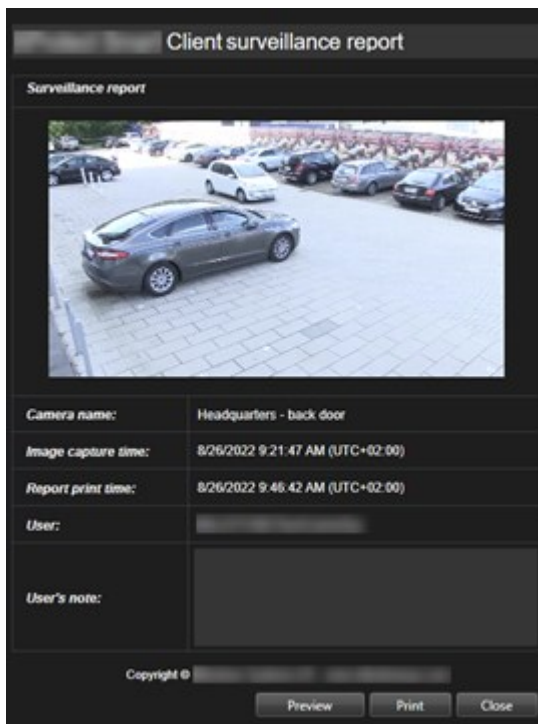 Client surveillance report
Surveillance report
Camera name: Headquarters - back door
Image capture time: 8/26/2022 9:21:47 AM (UTC+02:00)
Report print time: 8/26/2022 9:46:42 AM (UTC+02:00)
User:
User's note:
Copyright ©
Preview Print Close